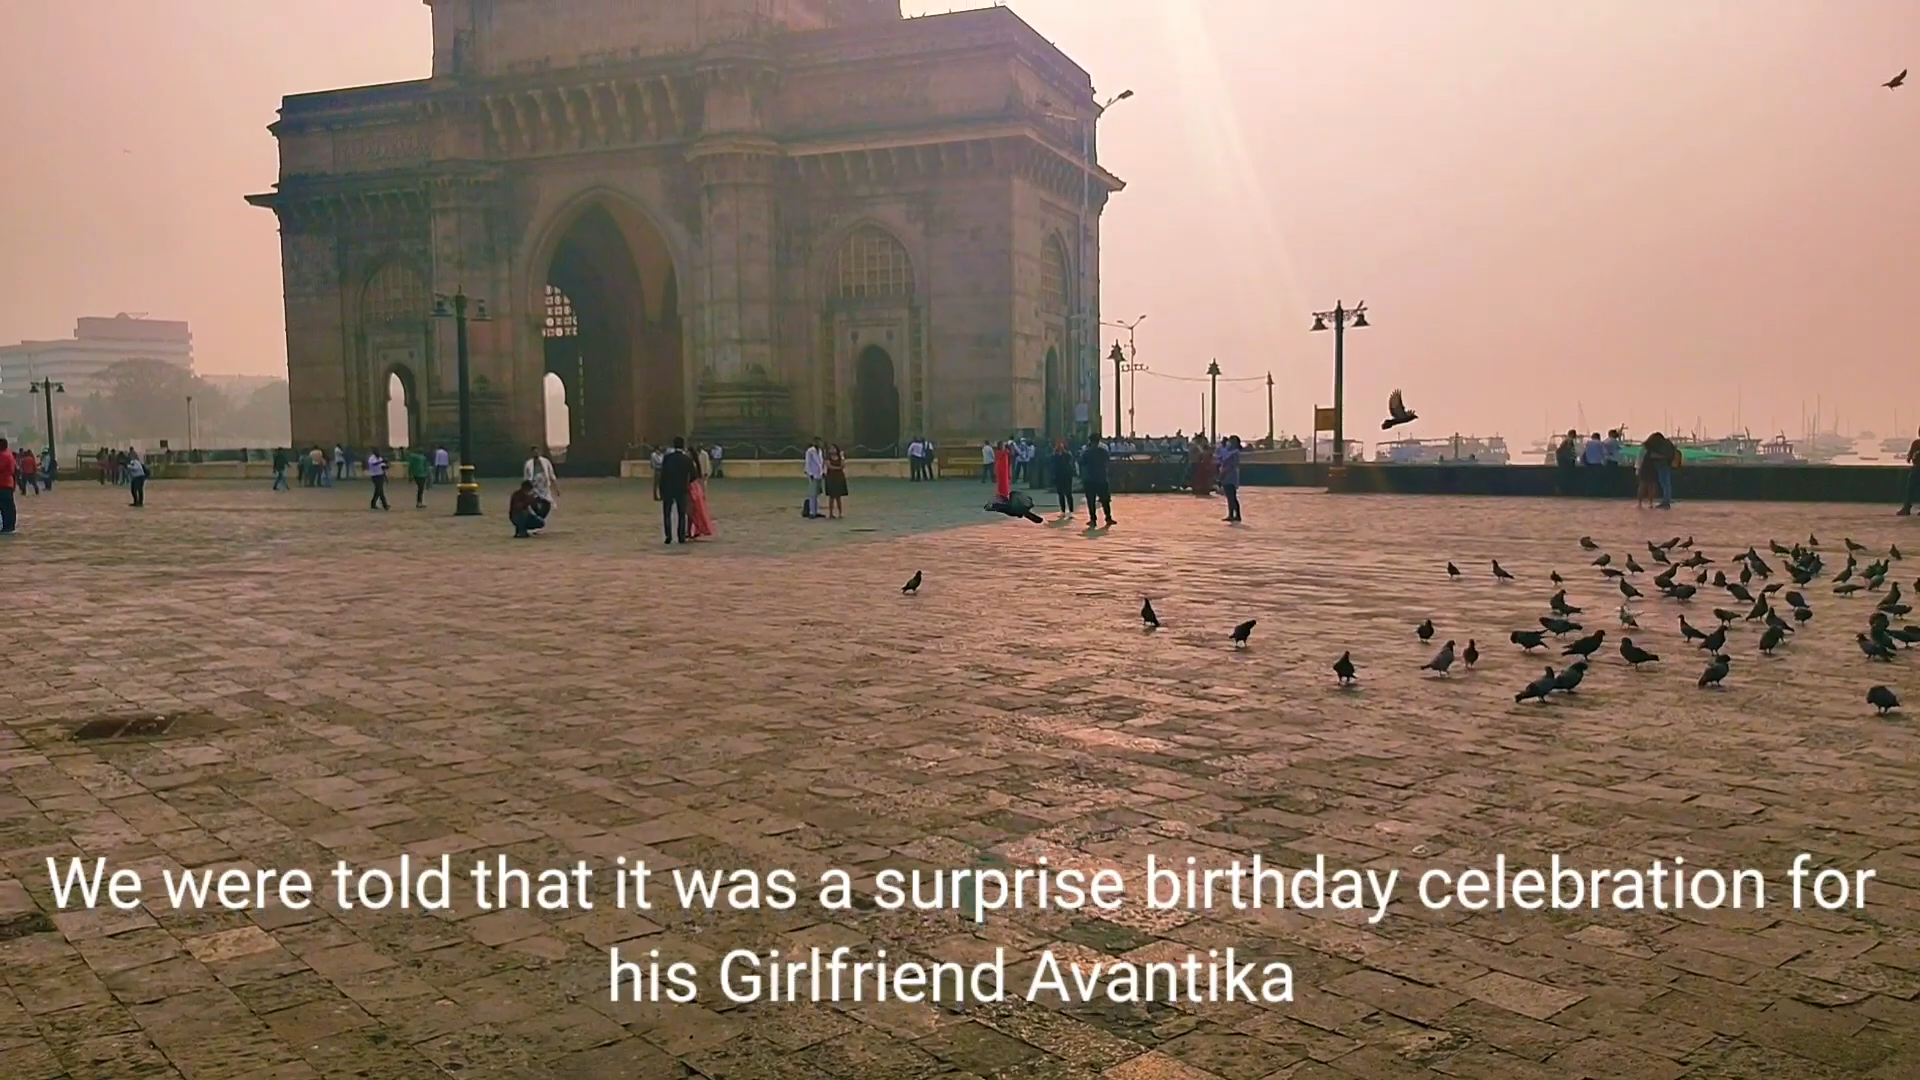 We were told that it was a surprise birthday celebration for
his Girlfriend Avantika